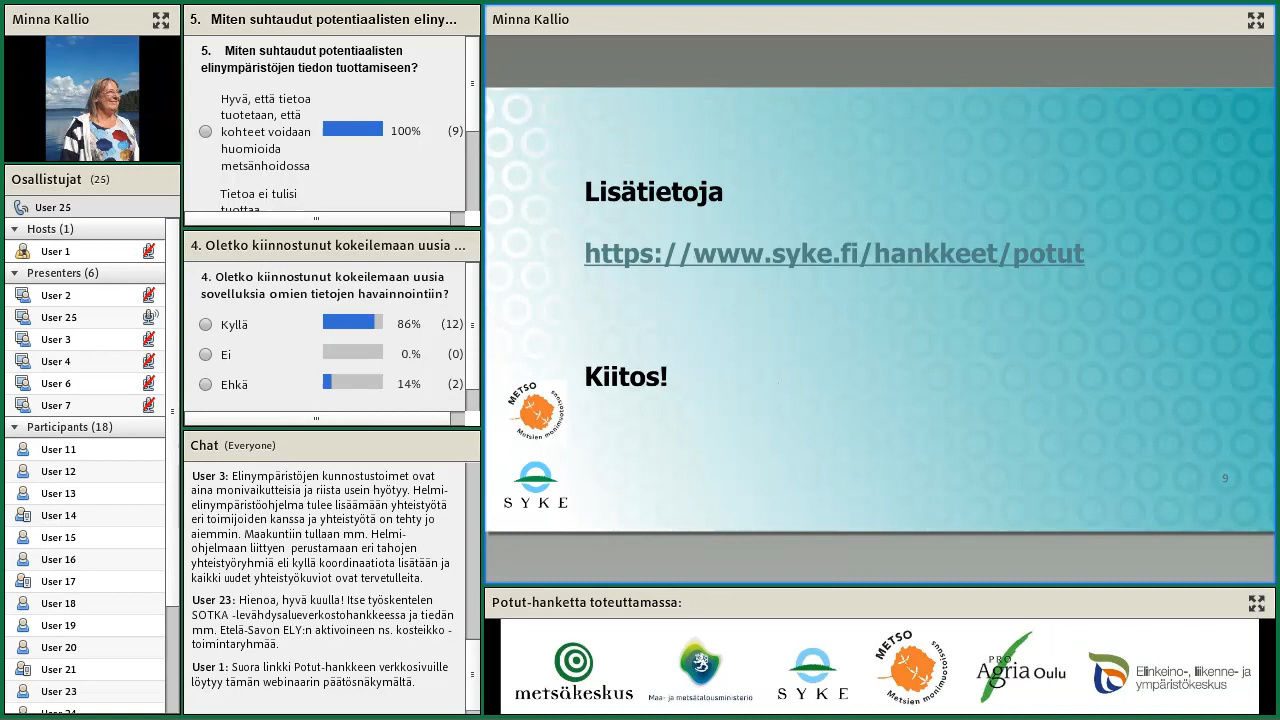 Minna Kallio
Osallistujat (25)
User 25
Hosts (1)
User 1
Presenters (6)
User 2
User 25
User 3
User 4
User 6
User 7
Participants (18)
User 11
User 12
User 13
User 14
User 15
User 16
User 17
User 18
User 19
User 20
User 21
User 23
5. Miten suhtaudut potentiaalisten eliny...
5. Miten suhtaudut potentiaalisten
elinympäristöjen tiedon tuottamiseen?
Hyvä, että tietoa
tuotetaan, että
kohteet voidaan
huomioida
metsänhoidossa
100% (9)
Tietoa ei tulisi
tuottaa
4. Oletko kiinnostunut kokeilemaan uusia ...
4. Oletko kiinnostunut kokeilemaan uusia
sovelluksia omien tietojen havainnointiin?
Kyllä 86% (12)
Ei 0.% (0)
Ehkä 14% (2)
Chat (Everyone)
User 3: Elinympäristöjen kunnostustoimet ovat
aina monivaikutteisia ja riista usein hyötyy. Helmi-
elinympäristöohjelma tulee lisäämään yhteistyötä
eri toimijoiden kanssa ja yhteistyötä on tehty jo
aiemmin. Maakuntiin tullaan mm. Helmi-
ohjelmaan liittyen perustamaan eri tahojen
yhteistyöryhmiä eli kyllä koordinaatiota lisätään ja
kaikki uudet yhteistyökuviot ovat tervetulleita.
User 23: Hienoa, hyvä kuulla! Itse työskentelen
SOTKA -levähdysalueverkostohankkeessa ja tiedän
mm. Etelä-Savon ELY:n aktivoineen ns. kosteikko -
toimintaryhmää.
User 1: Suora linkki Potut-hankkeen verkkosivuille
löytyy tämän webinaarin päätösnäkymältä
Minna Kallio
Lisätietoja
https://www.syke.fi/hankkeet/potut
Kiitos!
METSO
Metsien monimuotoisuus
SYKE
9
Potut-hanketta toteuttamassa:
metsäkeskus
Maa- ja metsätalousministeriö
SYKE
METSO
Metsien monimuotoisuus
PRO
Agria Oulu
Elinkeino-, liikenne- ja
ympäristökeskus